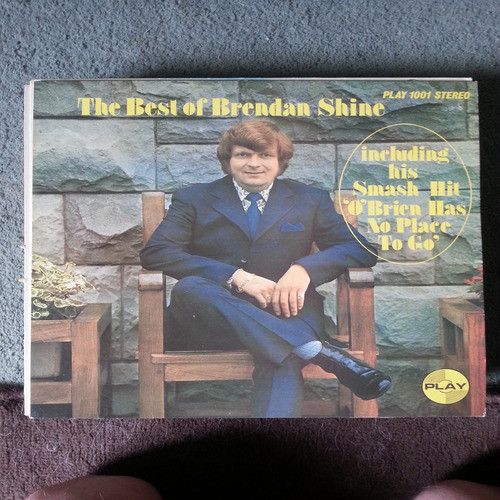 PLAY 1001 STEREO
The Best of Brendan Shine
including
his
Smash Hit
'O'Brien Has
No Place
To Go'
PLAY